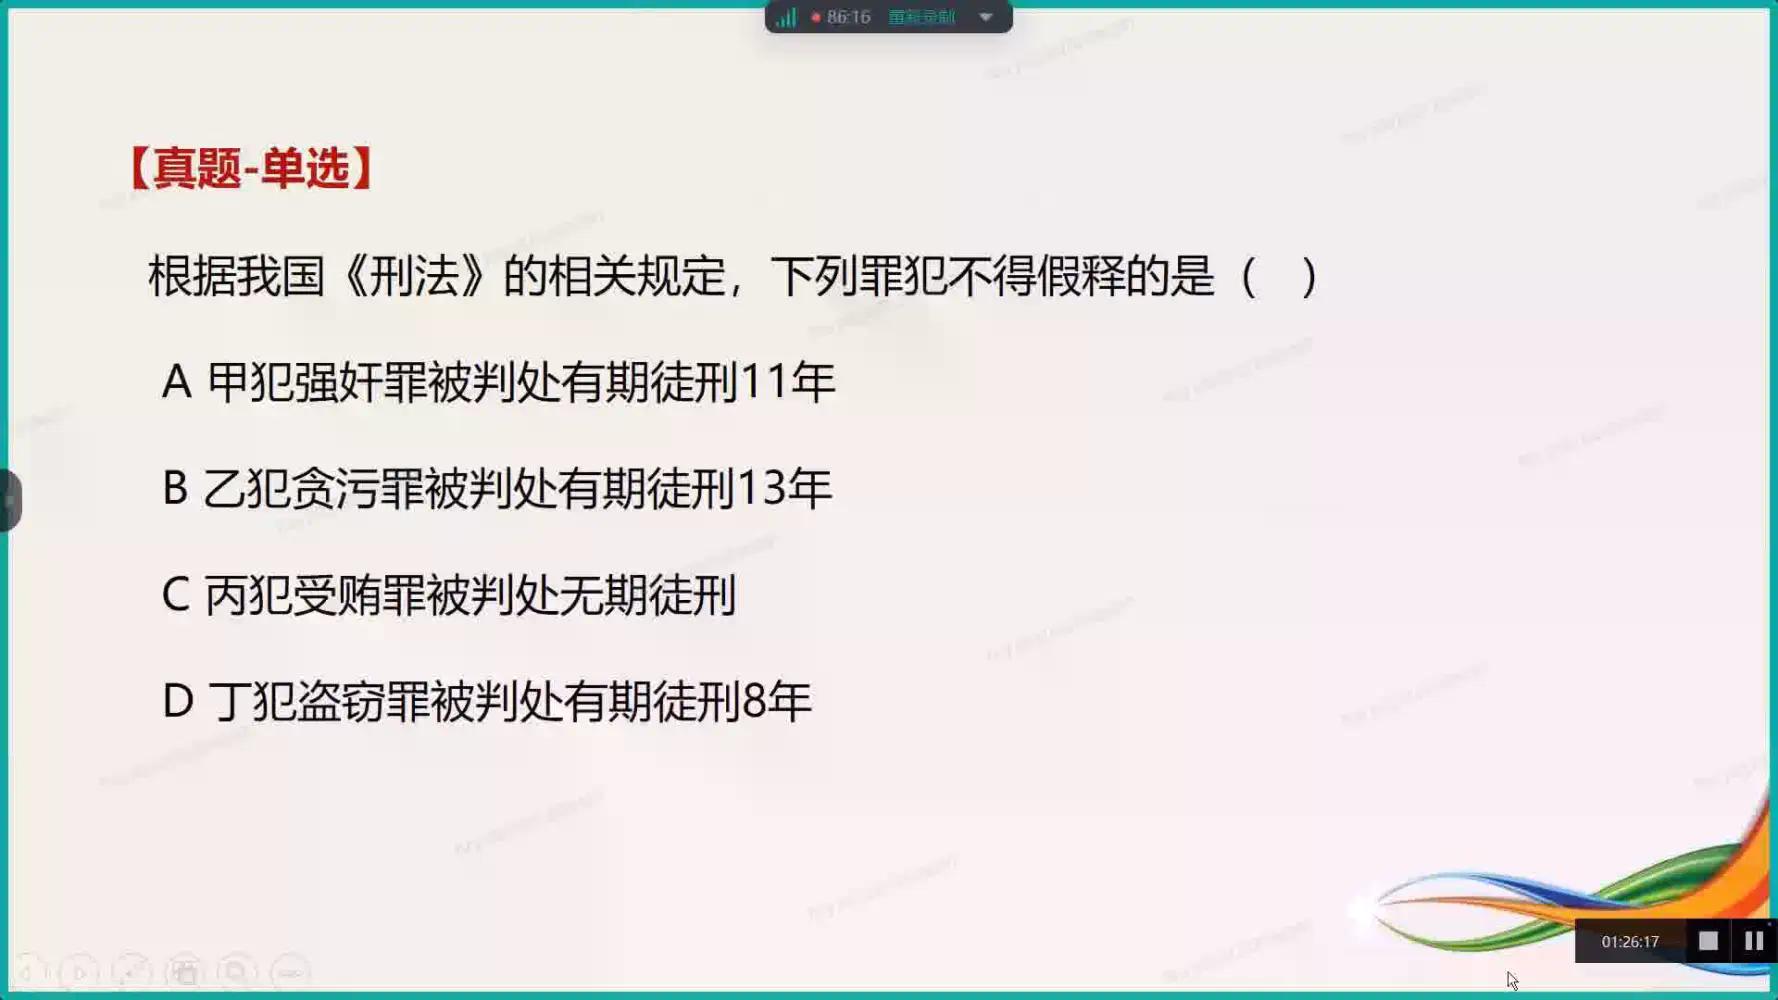 86:16 重新录制
【真题-单选】
根据我国《刑法》的相关规定，下列罪犯不得假释的是（ ）
A 甲犯强奸罪被判处有期徒刑11年
B 乙犯贪污罪被判处有期徒刑13年
C 丙犯受贿罪被判处无期徒刑
D 丁犯盗窃罪被判处有期徒刑8年
01:26:17